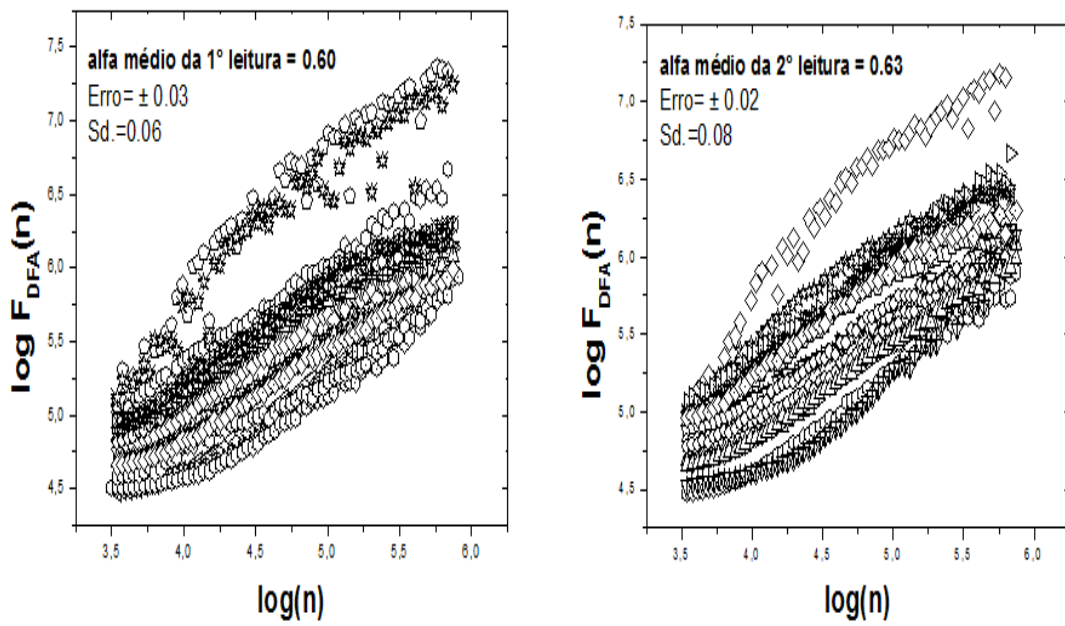 alfa médio da 1° leitura = 0.60
Erro= ± 0.03
Sd.=0.06
log F_DFA(n)
7,5
7,0
6,5
6,0
5,5
5,0
4,5
3,5 4,0 4,5 5,0 5,5 6,0
log(n)
alfa médio da 2° leitura = 0.63
Erro= ± 0.02
Sd.=0.08
log F_DFA(n)
7,5
7,0
6,5
6,0
5,5
5,0
4,5
3,5 4,0 4,5 5,0 5,5 6,0
log(n)